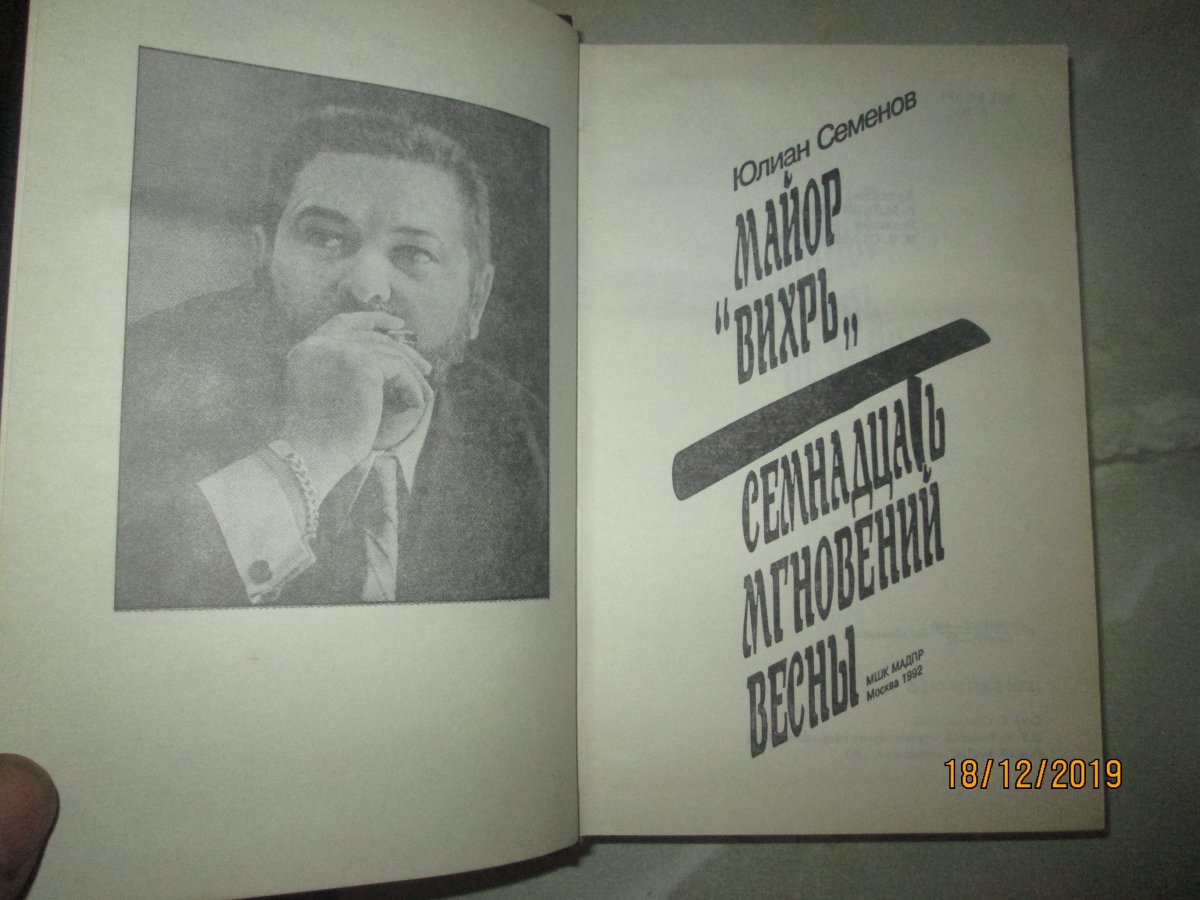 Юлиан Семенов
МАЙОР
“ВИХРЬ„
СЕМНАДЦАТЬ
МГНОВЕНИЙ
ВЕСНЫ
МШК МАДПР
Москва 1992
18/12/2019